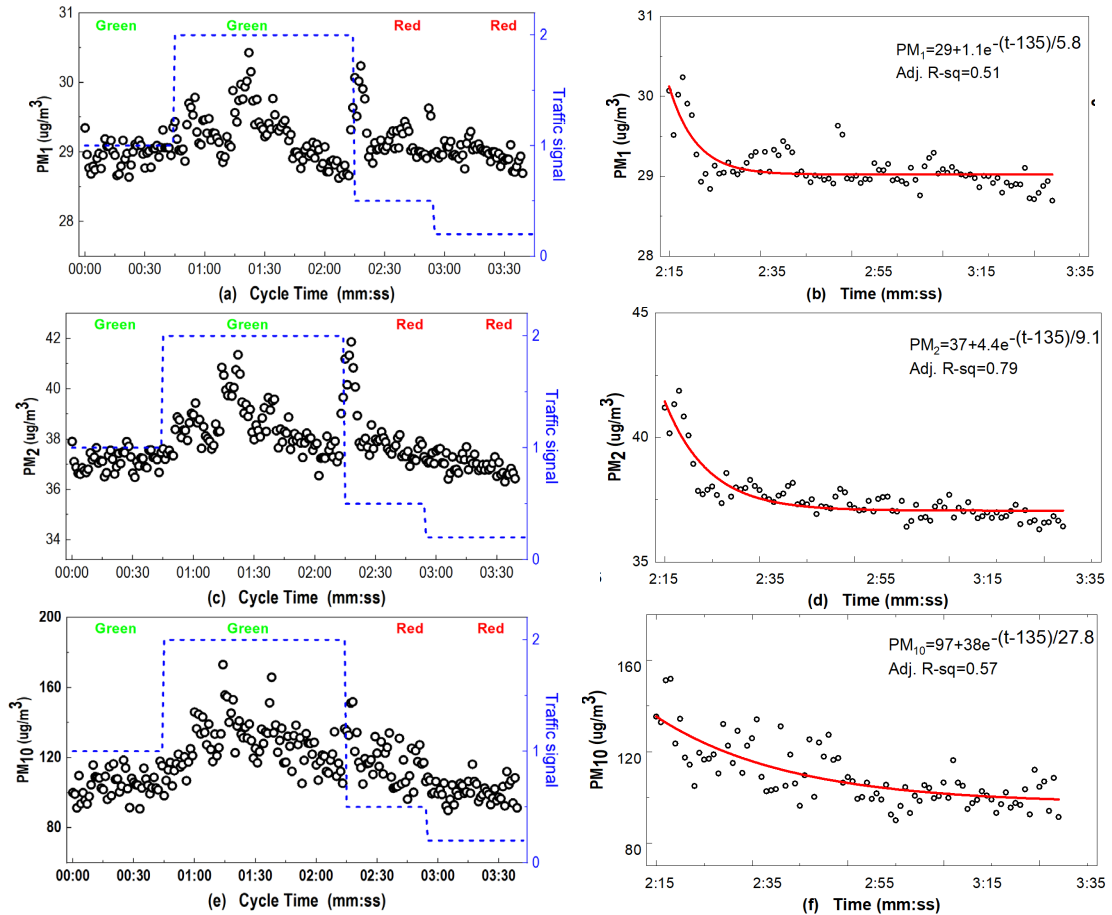 31
30
29
28
PM1 (ug/m3)
Green Green Red Red
2
1
0
Traffic signal
00:00 00:30 01:00 01:30 02:00 02:30 03:00 03:30
(a) Cycle Time (mm:ss)
31
30
29
28
PM1 (ug/m3)
PM1=29+1.1e-(t-135)/5.8
Adj. R-sq=0.51
2:15 2:35 2:55 3:15 3:35
(b) Time (mm:ss)
42
40
38
36
34
PM2 (ug/m3)
Green Green Red Red
2
1
0
Traffic signal
00:00 00:30 01:00 01:30 02:00 02:30 03:00 03:30
(c) Cycle Time (mm:ss)
45
40
35
PM2 (ug/m3)
PM2=37+4.4e-(t-135)/9.1
Adj. R-sq=0.79
2:15 2:35 2:55 3:15 3:35
(d) Time (mm:ss)
200
180
160
140
120
100
80
60
PM10 (ug/m3)
Green Green Red Red
2
1
0
Traffic signal
00:00 00:30 01:00 01:30 02:00 02:30 03:00 03:30
(e) Cycle Time (mm:ss)
160
120
80
PM10 (ug/m3)
PM10=97+38e-(t-135)/27.8
Adj. R-sq=0.57
2:15 2:35 2:55 3:15 3:35
(f) Time (mm:ss)